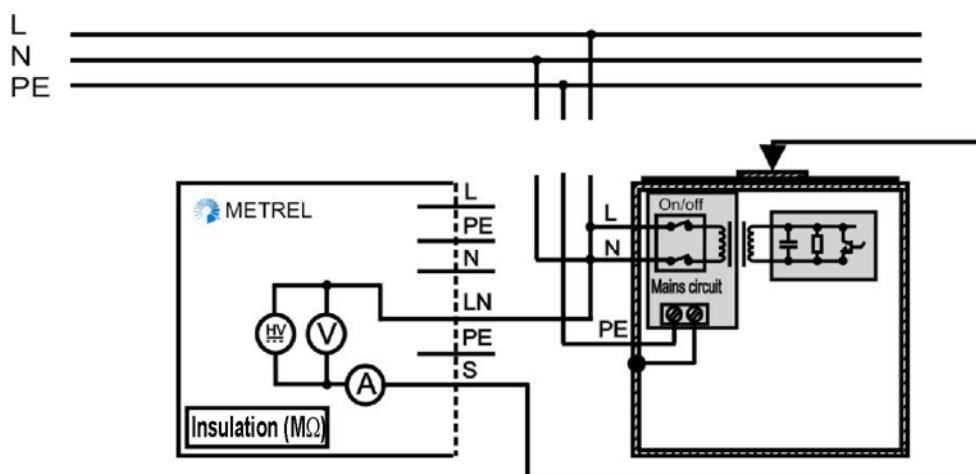 L
N
PE
METREL
L
PE
N
LN
PE
S
HV
V
A
Insulation (MΩ)
L
N
PE
On/off
Mains circuit